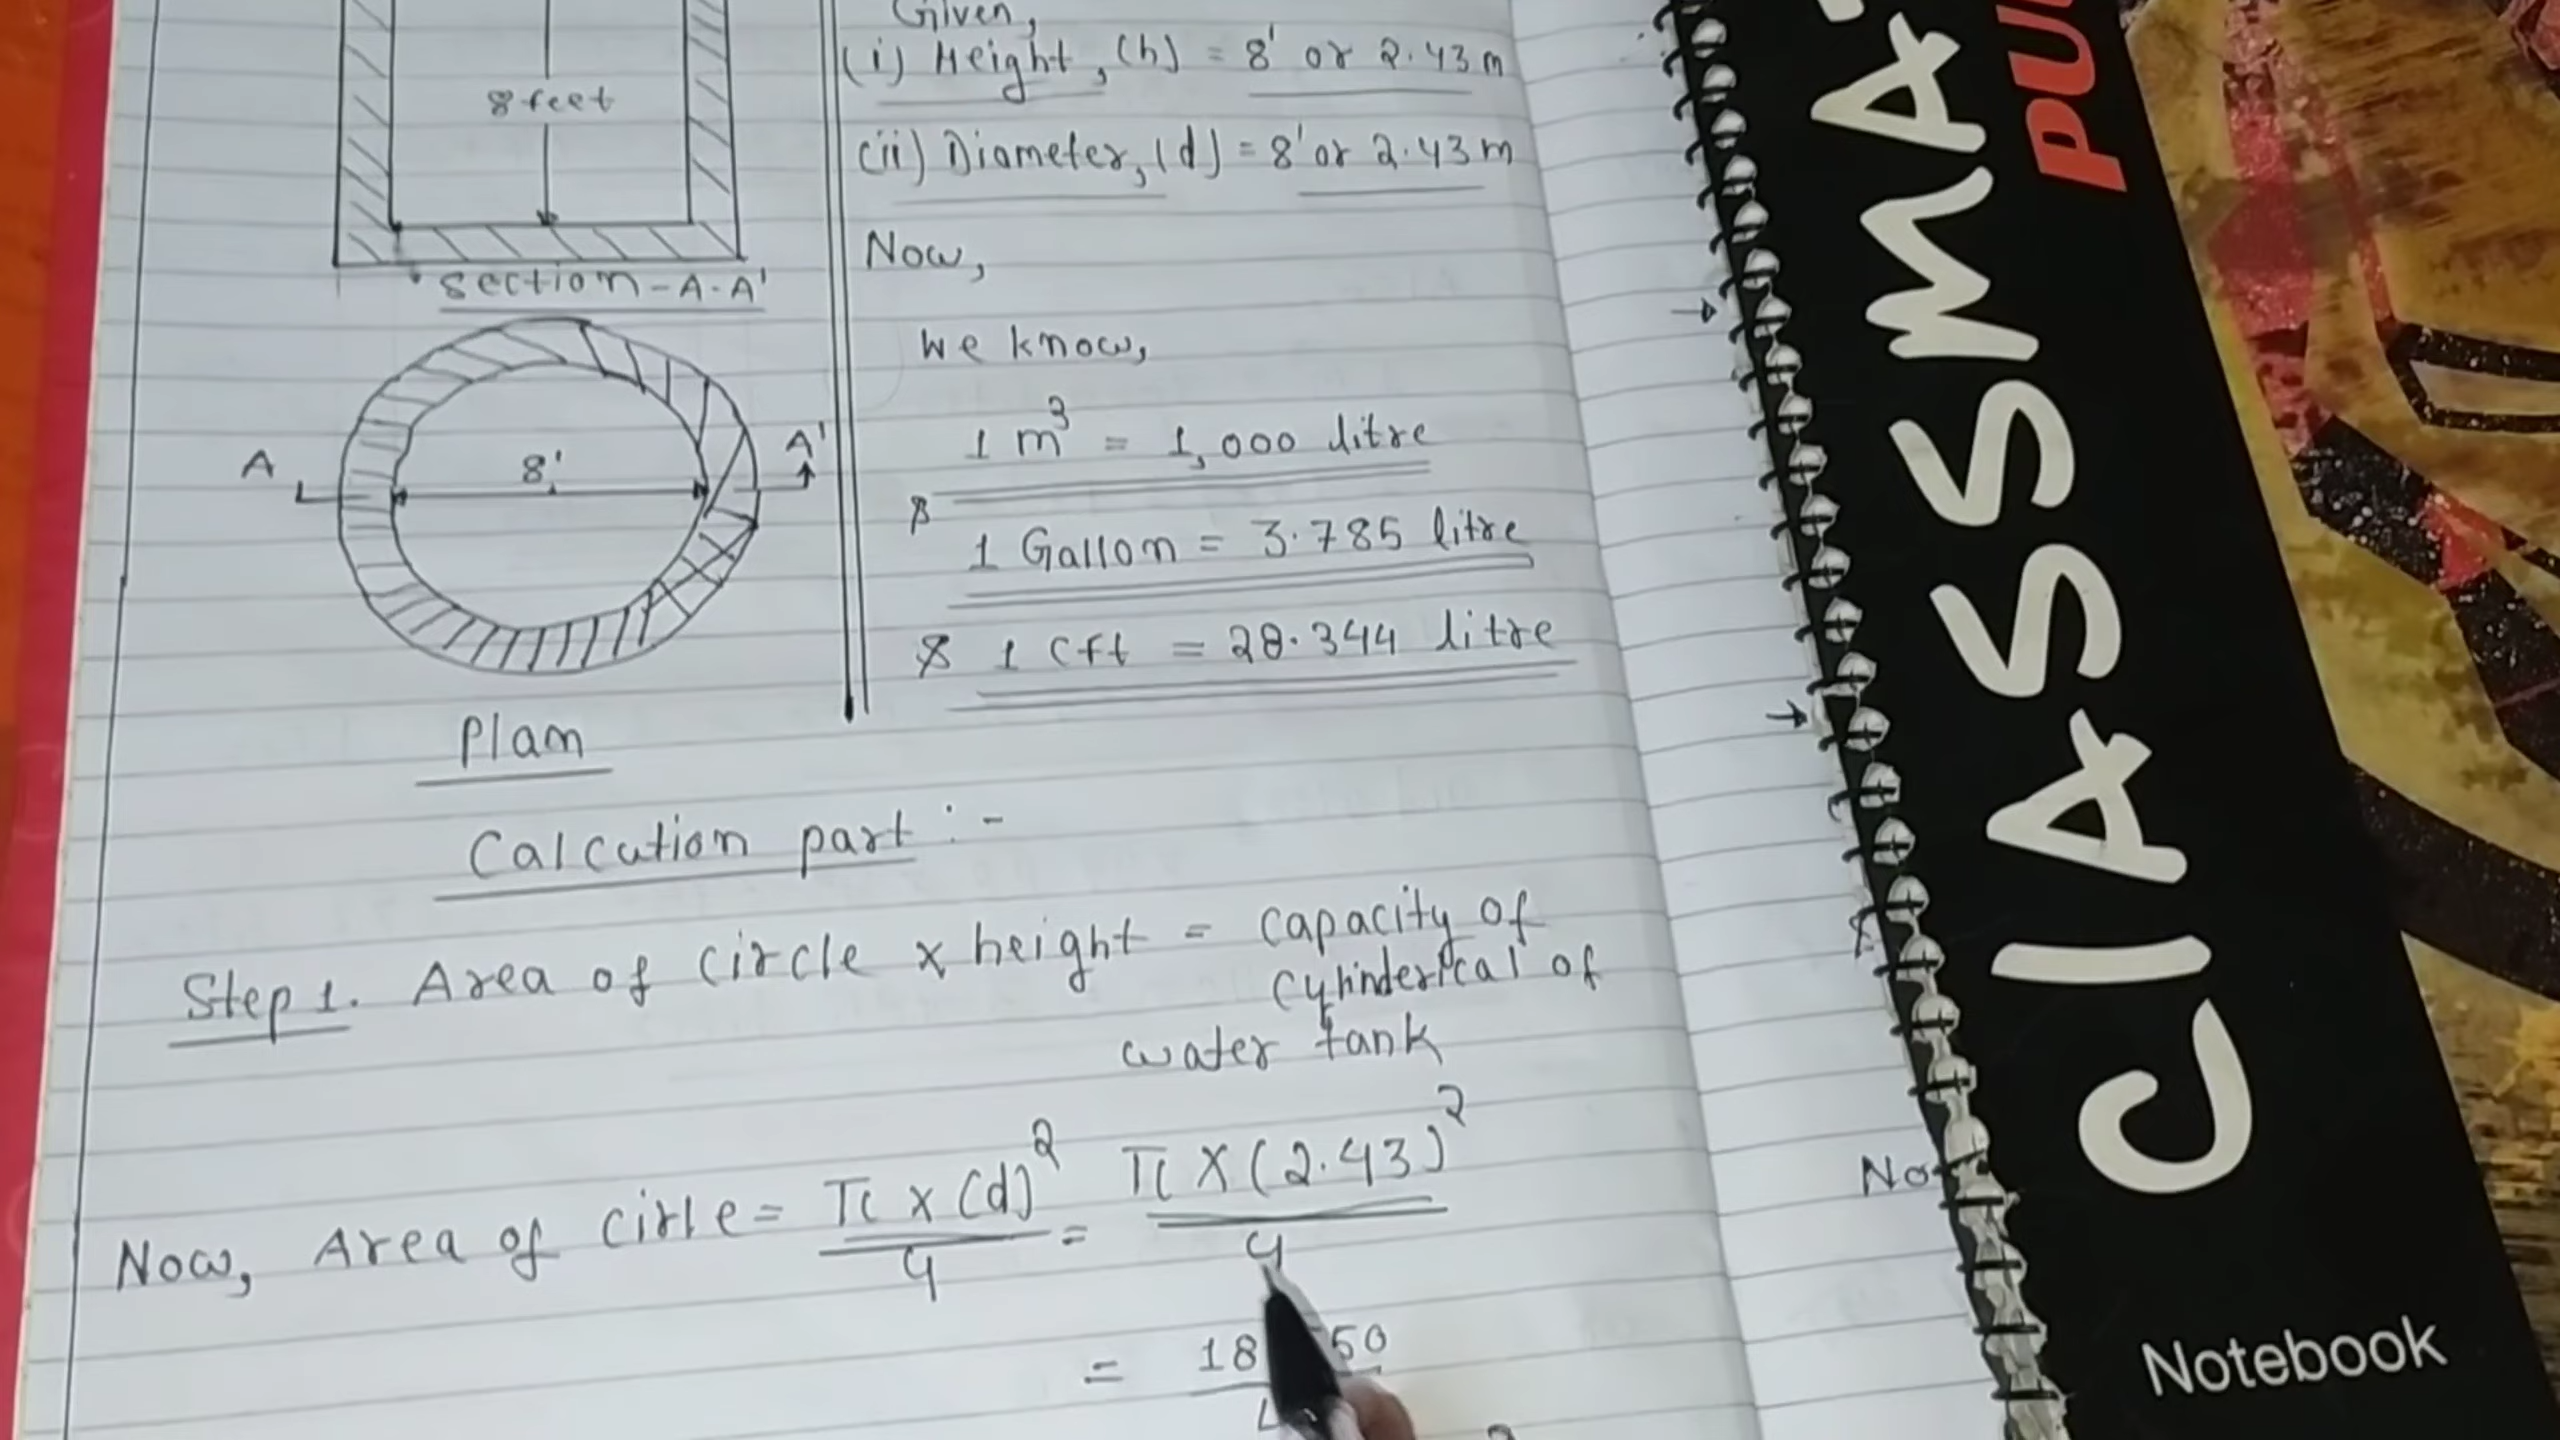 Given,
(i) Height, (h) = 8' or 2.43 m
(ii) Diameter, (d) = 8' or 2.43 m
8 feet
Section - A-A'
A
8'
A'
Plan
Now,
We know,
1 m³ = 1,000 litre
1 Gallon = 3.785 litre
1 cft = 28.344 litre
Calcution part :-
Step 1. Area of circle x height = capacity of
cylinderical of
water tank
Now, Area of cirle = π x (d)² / 4 = π X (2.43)² / 4
=
No
CLASSMATE
PU
Notebook